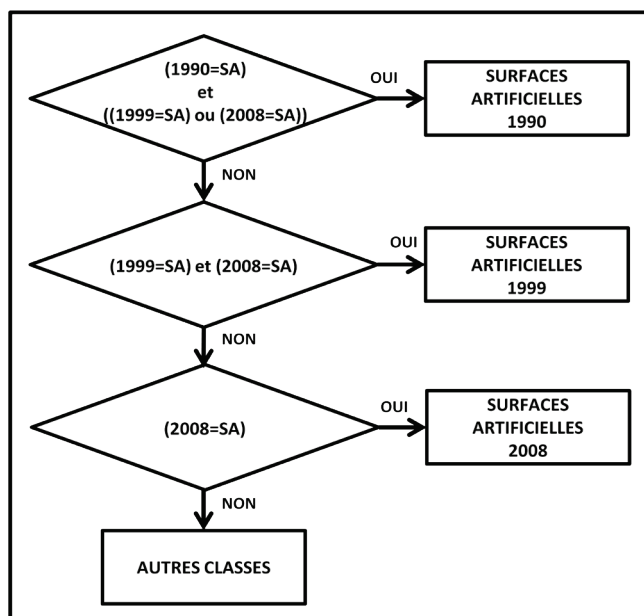 (1990=SA)
et
((1999=SA) ou (2008=SA))
OUI
SURFACES
ARTIFICIELLES
1990
NON
(1999=SA) et (2008=SA)
OUI
SURFACES
ARTIFICIELLES
1999
NON
(2008=SA)
OUI
SURFACES
ARTIFICIELLES
2008
NON
AUTRES CLASSES